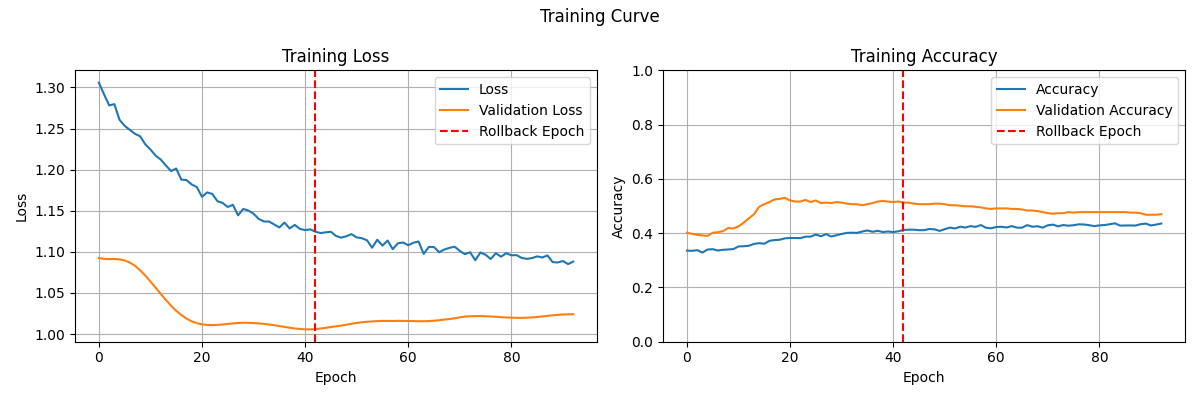 Training Curve
Training Loss
Loss
1.30
1.25
1.20
1.15
1.10
1.05
1.00
0
20
40
60
80
Epoch
Loss
Validation Loss
Rollback Epoch
Training Accuracy
Accuracy
1.0
0.8
0.6
0.4
0.2
0.0
0
20
40
60
80
Epoch
Accuracy
Validation Accuracy
Rollback Epoch